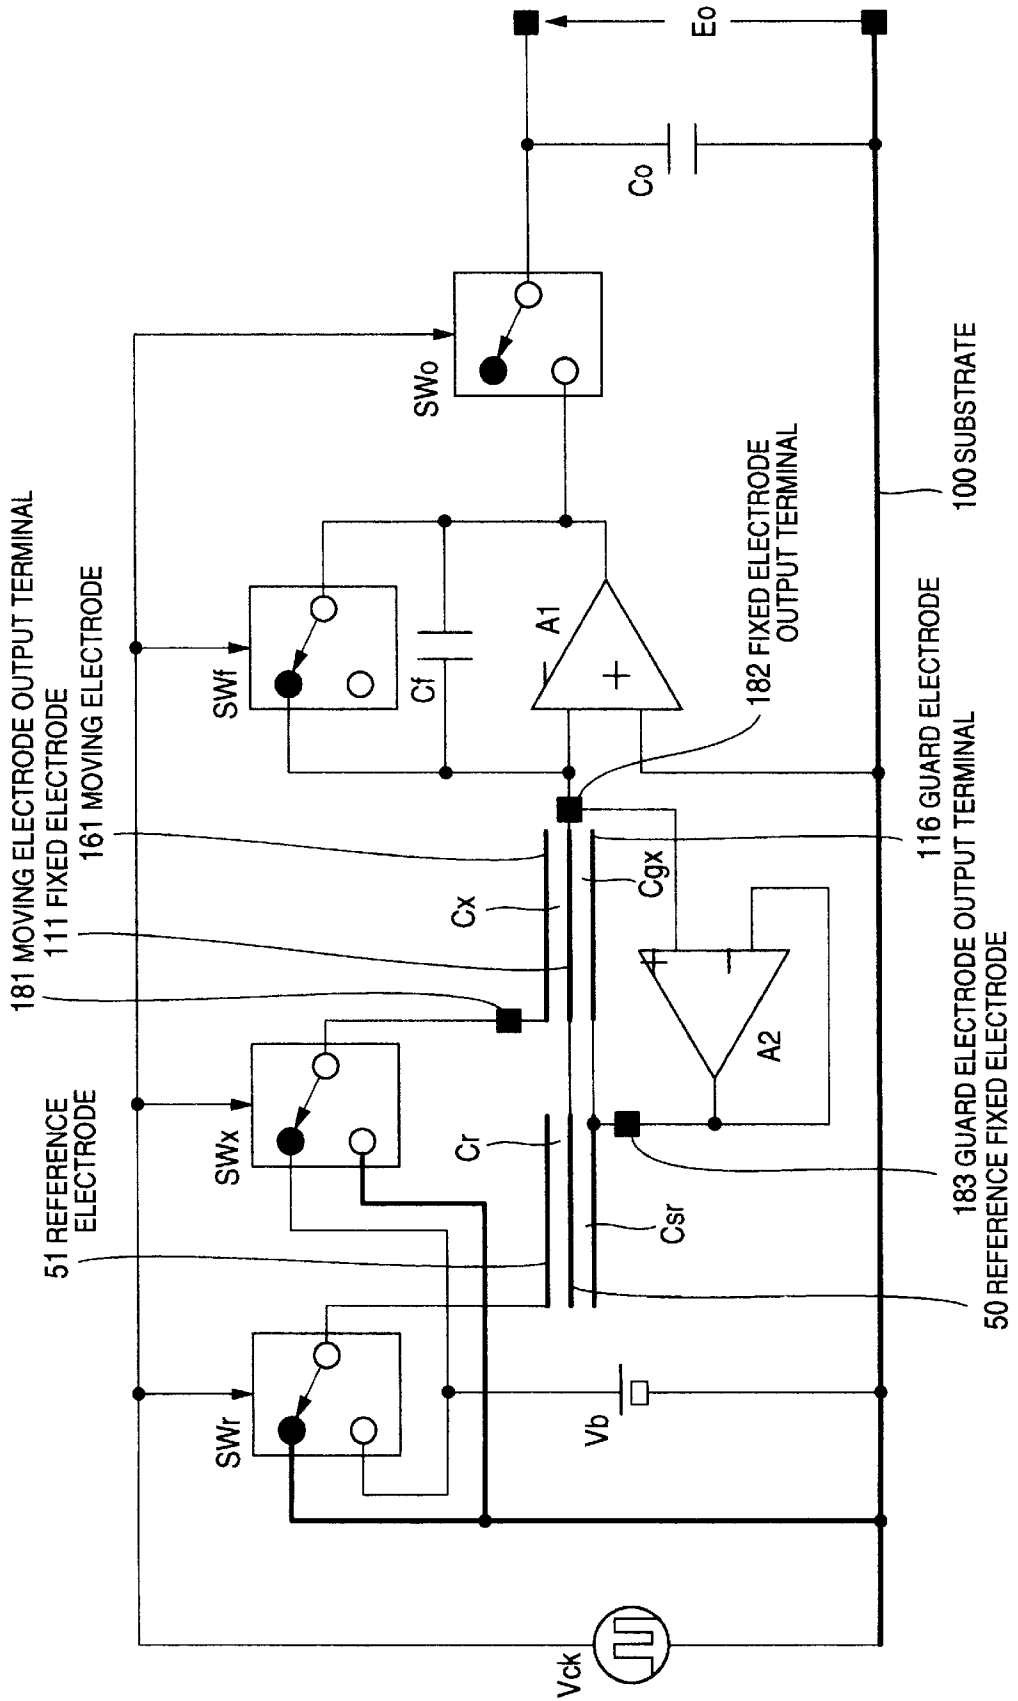 181 MOVING ELECTRODE OUTPUT TERMINAL
111 FIXED ELECTRODE
161 MOVING ELECTRODE
51 REFERENCE
ELECTRODE
SWr
SWx
SWf
SWo
Cf
A1
+
−
Cx
Cr
Cgx
Csr
A2
+
−
Vck
Vb
Co
Eo
182 FIXED ELECTRODE
OUTPUT TERMINAL
100 SUBSTRATE
116 GUARD ELECTRODE
183 GUARD ELECTRODE OUTPUT TERMINAL
50 REFERENCE FIXED ELECTRODE